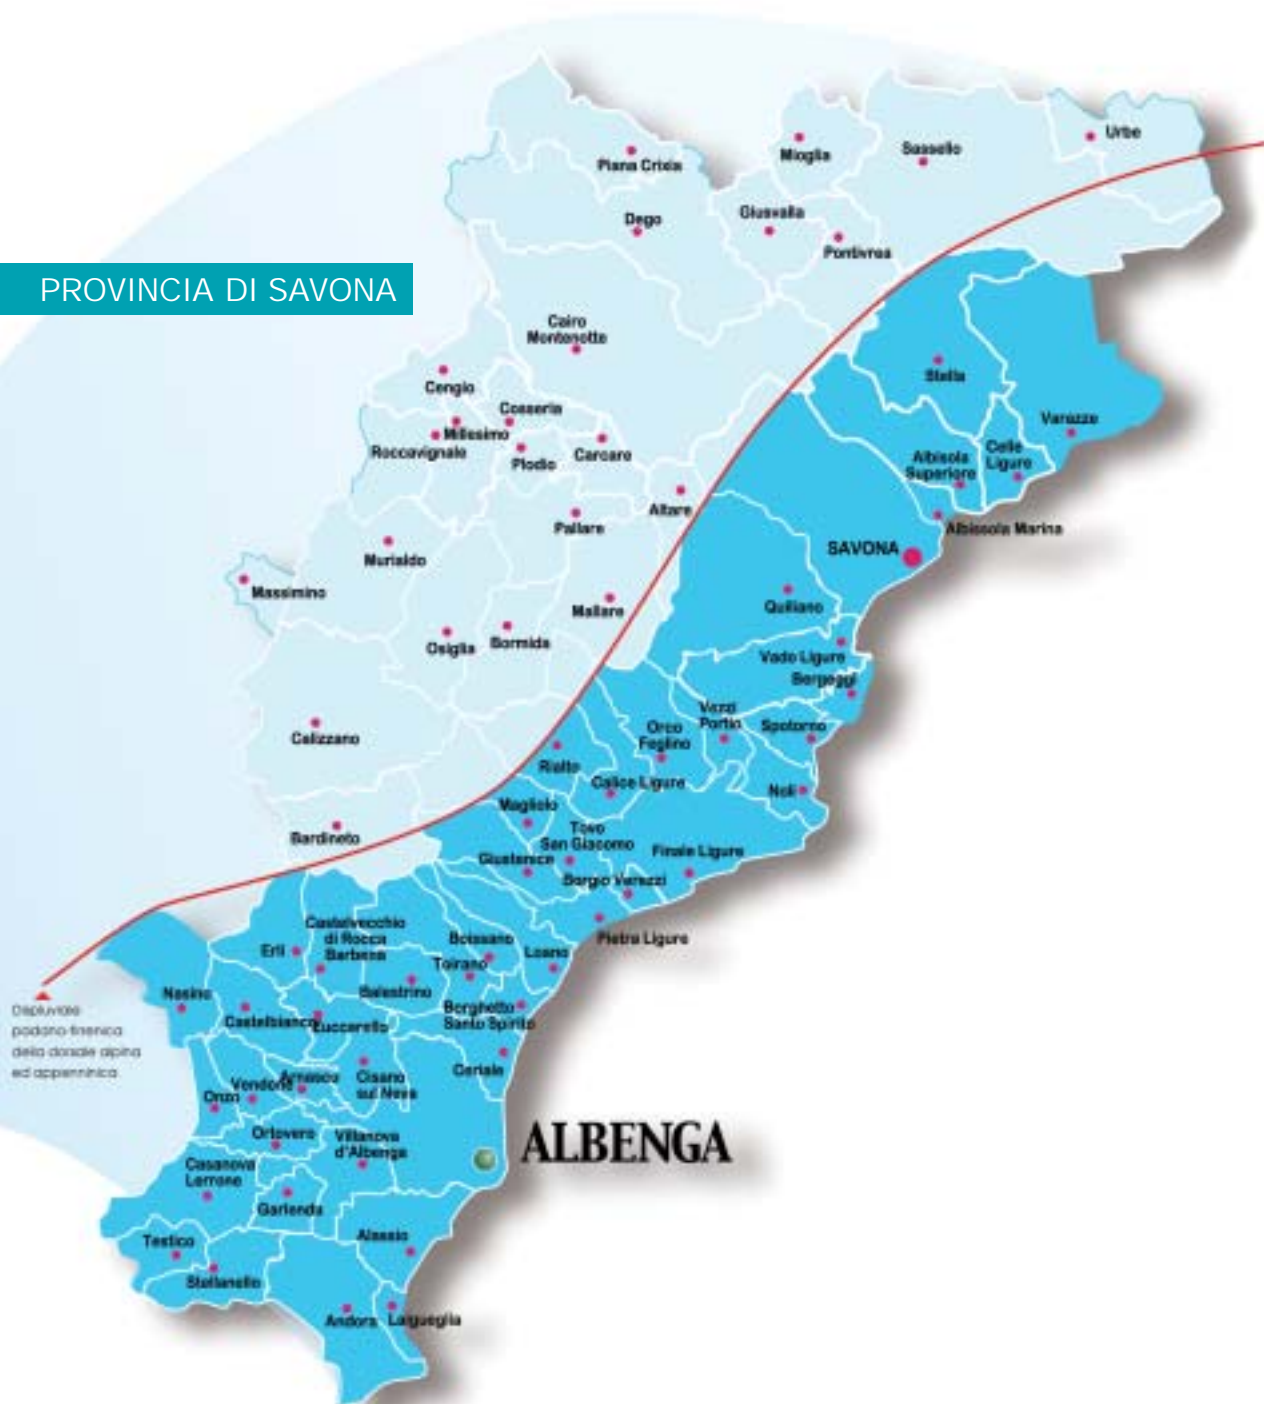 Urbe
Mioglia
Sassello
Piana Crixia
Giusvalla
Dego
Pontivrea
PROVINCIA DI SAVONA
Cairo
Montenotte
Stella
Cengio
Cosseria
Varazze
Millesimo
Roccavignale
Plodio
Carcare
Albisola
Superiore
Celle
Ligure
Altare
Pallare
Albissola Marina
SAVONA
Murialdo
Massimino
Mallare
Quiliano
Osiglia
Bormida
Vado Ligure
Bergeggi
Vezzi
Portio
Orco
Feglino
Spotorno
Calizzano
Rialto
Calice Ligure
Noli
Magliolo
Bardineto
Tovo
San Giacomo
Finale Ligure
Giustenice
Borgio Verezzi
Castelvecchio
di Rocca
Barbena
Erli
Boissano
Pietra Ligure
Toirano
Loano
Nasino
Balestrino
Borghetto
Santo Spirito
Castelbianco
Zuccarello
Displuviale
padano-tirrenica
della dorsale alpina
ed appenninica
Ceriale
Arnasco
Cisano
sul Neva
Vendone
Onzo
Ortovero
Villanova
d'Albenga
ALBENGA
Casanova
Lerrone
Garlenda
Testico
Alassio
Stellanello
Andora
Laigueglia